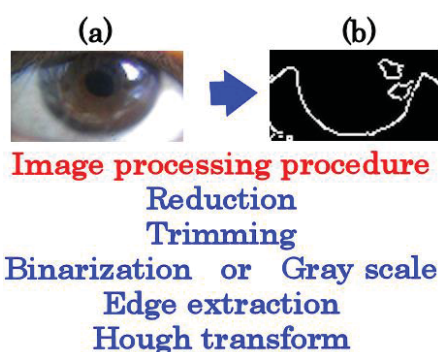 (a) (b)
Image processing procedure
Reduction
Trimming
Binarization or Gray scale
Edge extraction
Hough transform